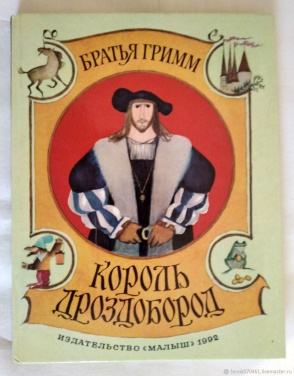 БРАТЬЯ ГРИММ
КОРОЛЬ
ДРОЗДОБОРОД
ИЗДАТЕЛЬСТВО «МАЛЫШ» 1992